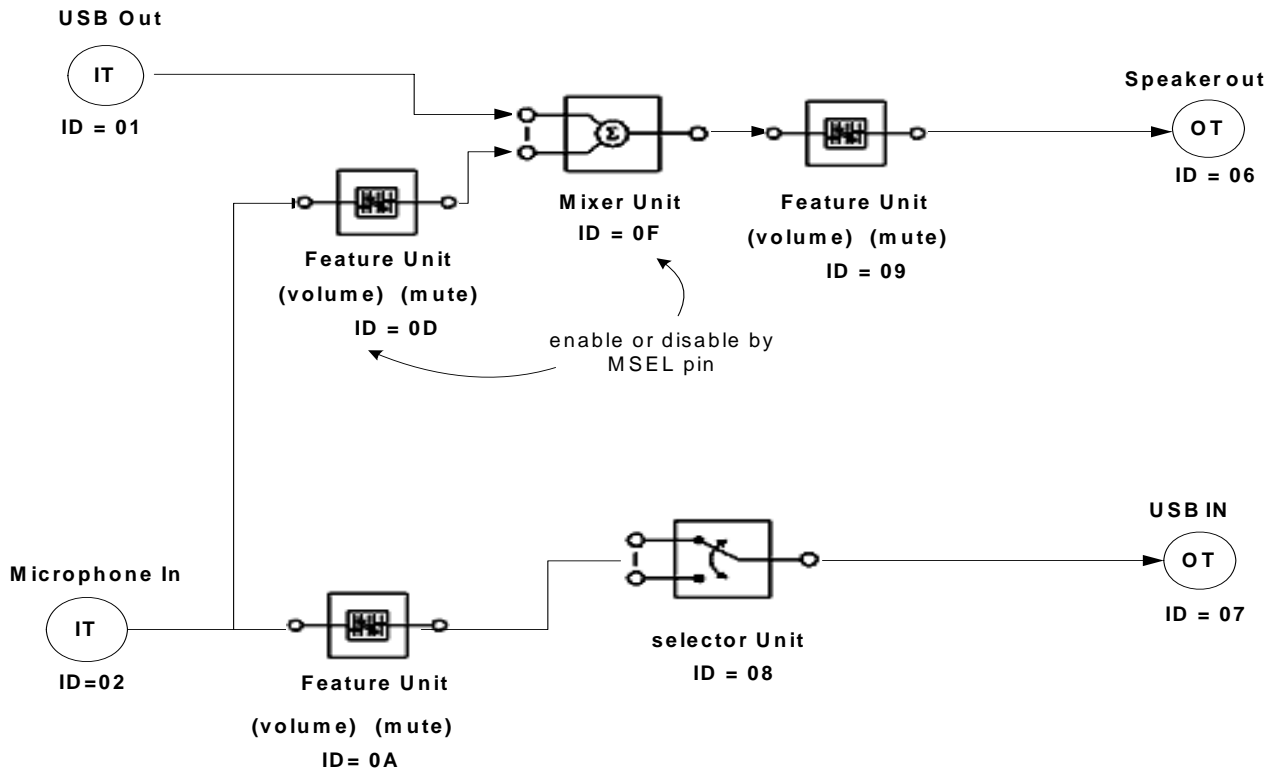 USB Out
IT
ID = 01
Σ
Mixer Unit
ID = 0F
Feature Unit
(volume) (mute)
ID = 09
Speaker out
OT
ID = 06
Feature Unit
(volume) (mute)
ID = 0D
enable or disable by
MSEL pin
Microphone In
IT
ID=02
Feature Unit
(volume) (mute)
ID= 0A
selector Unit
ID = 08
USB IN
OT
ID = 07